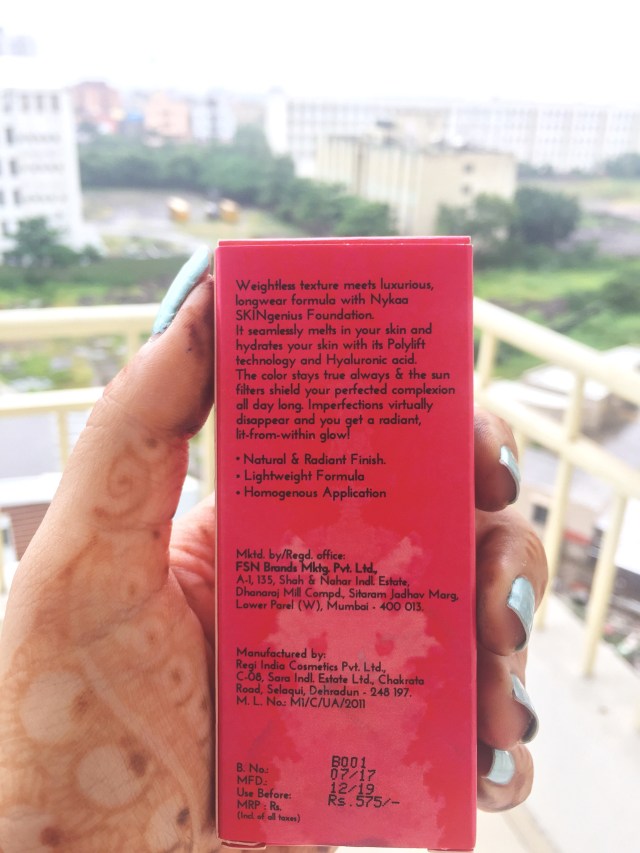 Weightless texture meets luxurious,
longwear formula with Nykaa
SKINgenius Foundation.
It seamlessly melts in your skin and
hydrates your skin with its Polylift
technology and Hyaluronic acid.
The color stays true always & the sun
filters shield your perfected complexion
all day long. Imperfections virtually
disappear and you get a radiant,
lit-from-within glow!
• Natural & Radiant Finish.
• Lightweight Formula
• Homogenous Application
Mktd. by/Regd. office:
FSN Brands Mktg. Pvt. Ltd.,
A-1, 135, Shah & Nahar Indl. Estate,
Dhanaraj Mill Compd., Sitaram Jadhav Marg,
Lower Parel (W), Mumbai - 400 013.
Manufactured by:
Regi India Cosmetics Pvt. Ltd.,
C-08, Sara Indl. Estate Ltd., Chakrata
Road, Selaqui, Dehradun - 248 197.
M. L. No.: M1/C/UA/2011
B. No.: B001
MFD.: 07/17
Use Before: 12/19
MRP : Rs. Rs.575/-
(Incl. of all taxes)